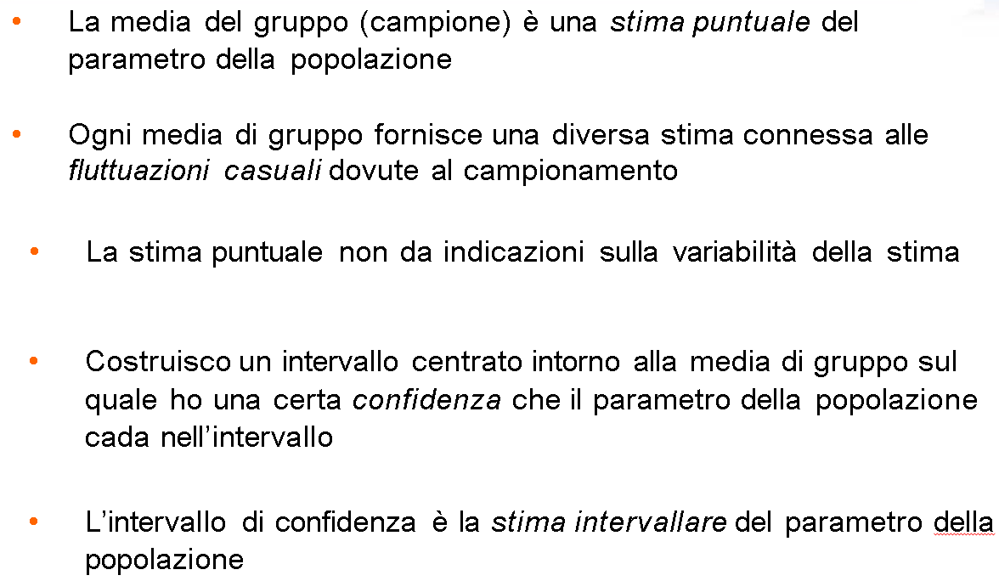 • La media del gruppo (campione) è una stima puntuale del
parametro della popolazione
• Ogni media di gruppo fornisce una diversa stima connessa alle
fluttuazioni casuali dovute al campionamento
• La stima puntuale non da indicazioni sulla variabilità della stima
• Costruisco un intervallo centrato intorno alla media di gruppo sul
quale ho una certa confidenza che il parametro della popolazione
cada nell’intervallo
• L’intervallo di confidenza è la stima intervallare del parametro della
popolazione